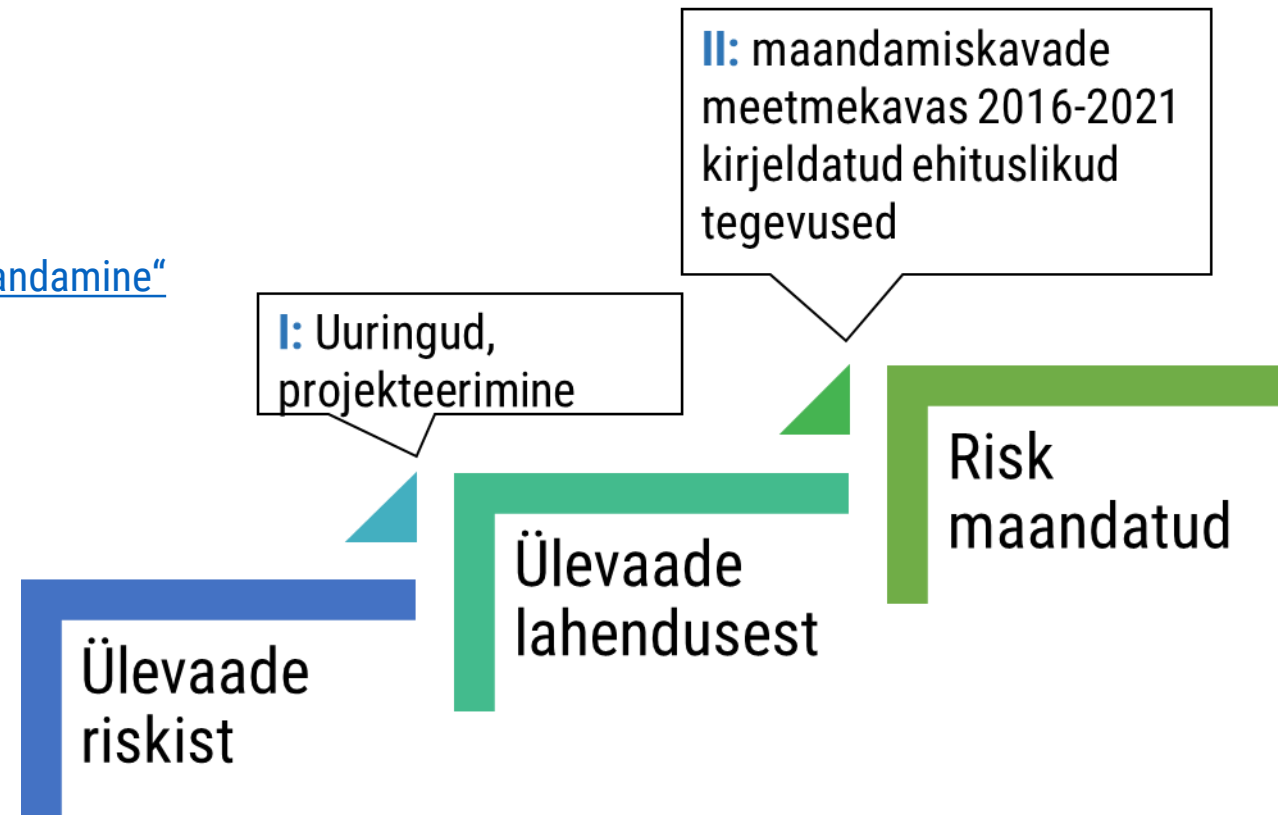 II: maandamiskavade
meetmekavas 2016-2021
kirjeldatud ehituslikud
tegevused
andamine“
I: Uuringud,
projekteerimine
Risk
maandatud
Ülevaade
lahendusest
Ülevaade
riskist